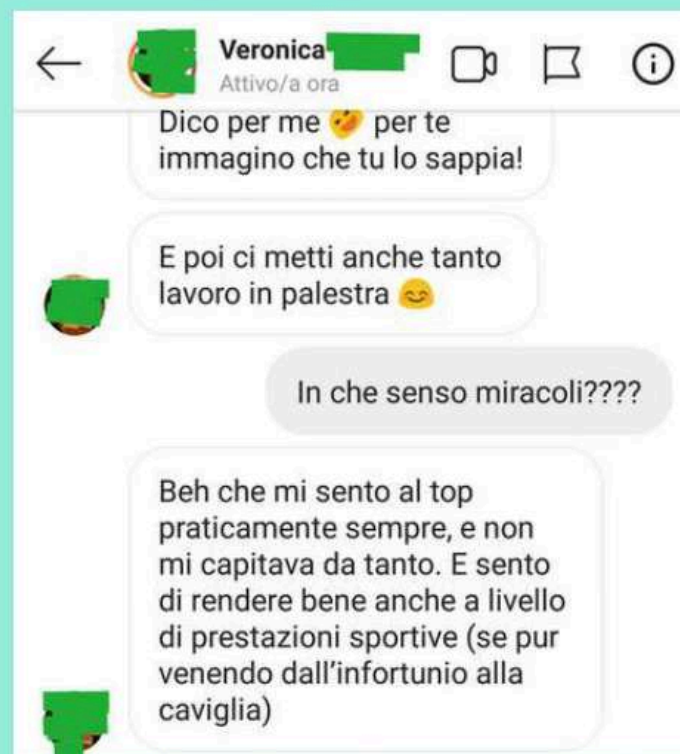 Veronica
Attivo/a ora
Dico per me 🤣 per te
immagino che tu lo sappia!
E poi ci metti anche tanto
lavoro in palestra 😊
In che senso miracoli????
Beh che mi sento al top
praticamente sempre, e non
mi capitava da tanto. E sento
di rendere bene anche a livello
di prestazioni sportive (se pur
venendo dall'infortunio alla
caviglia)